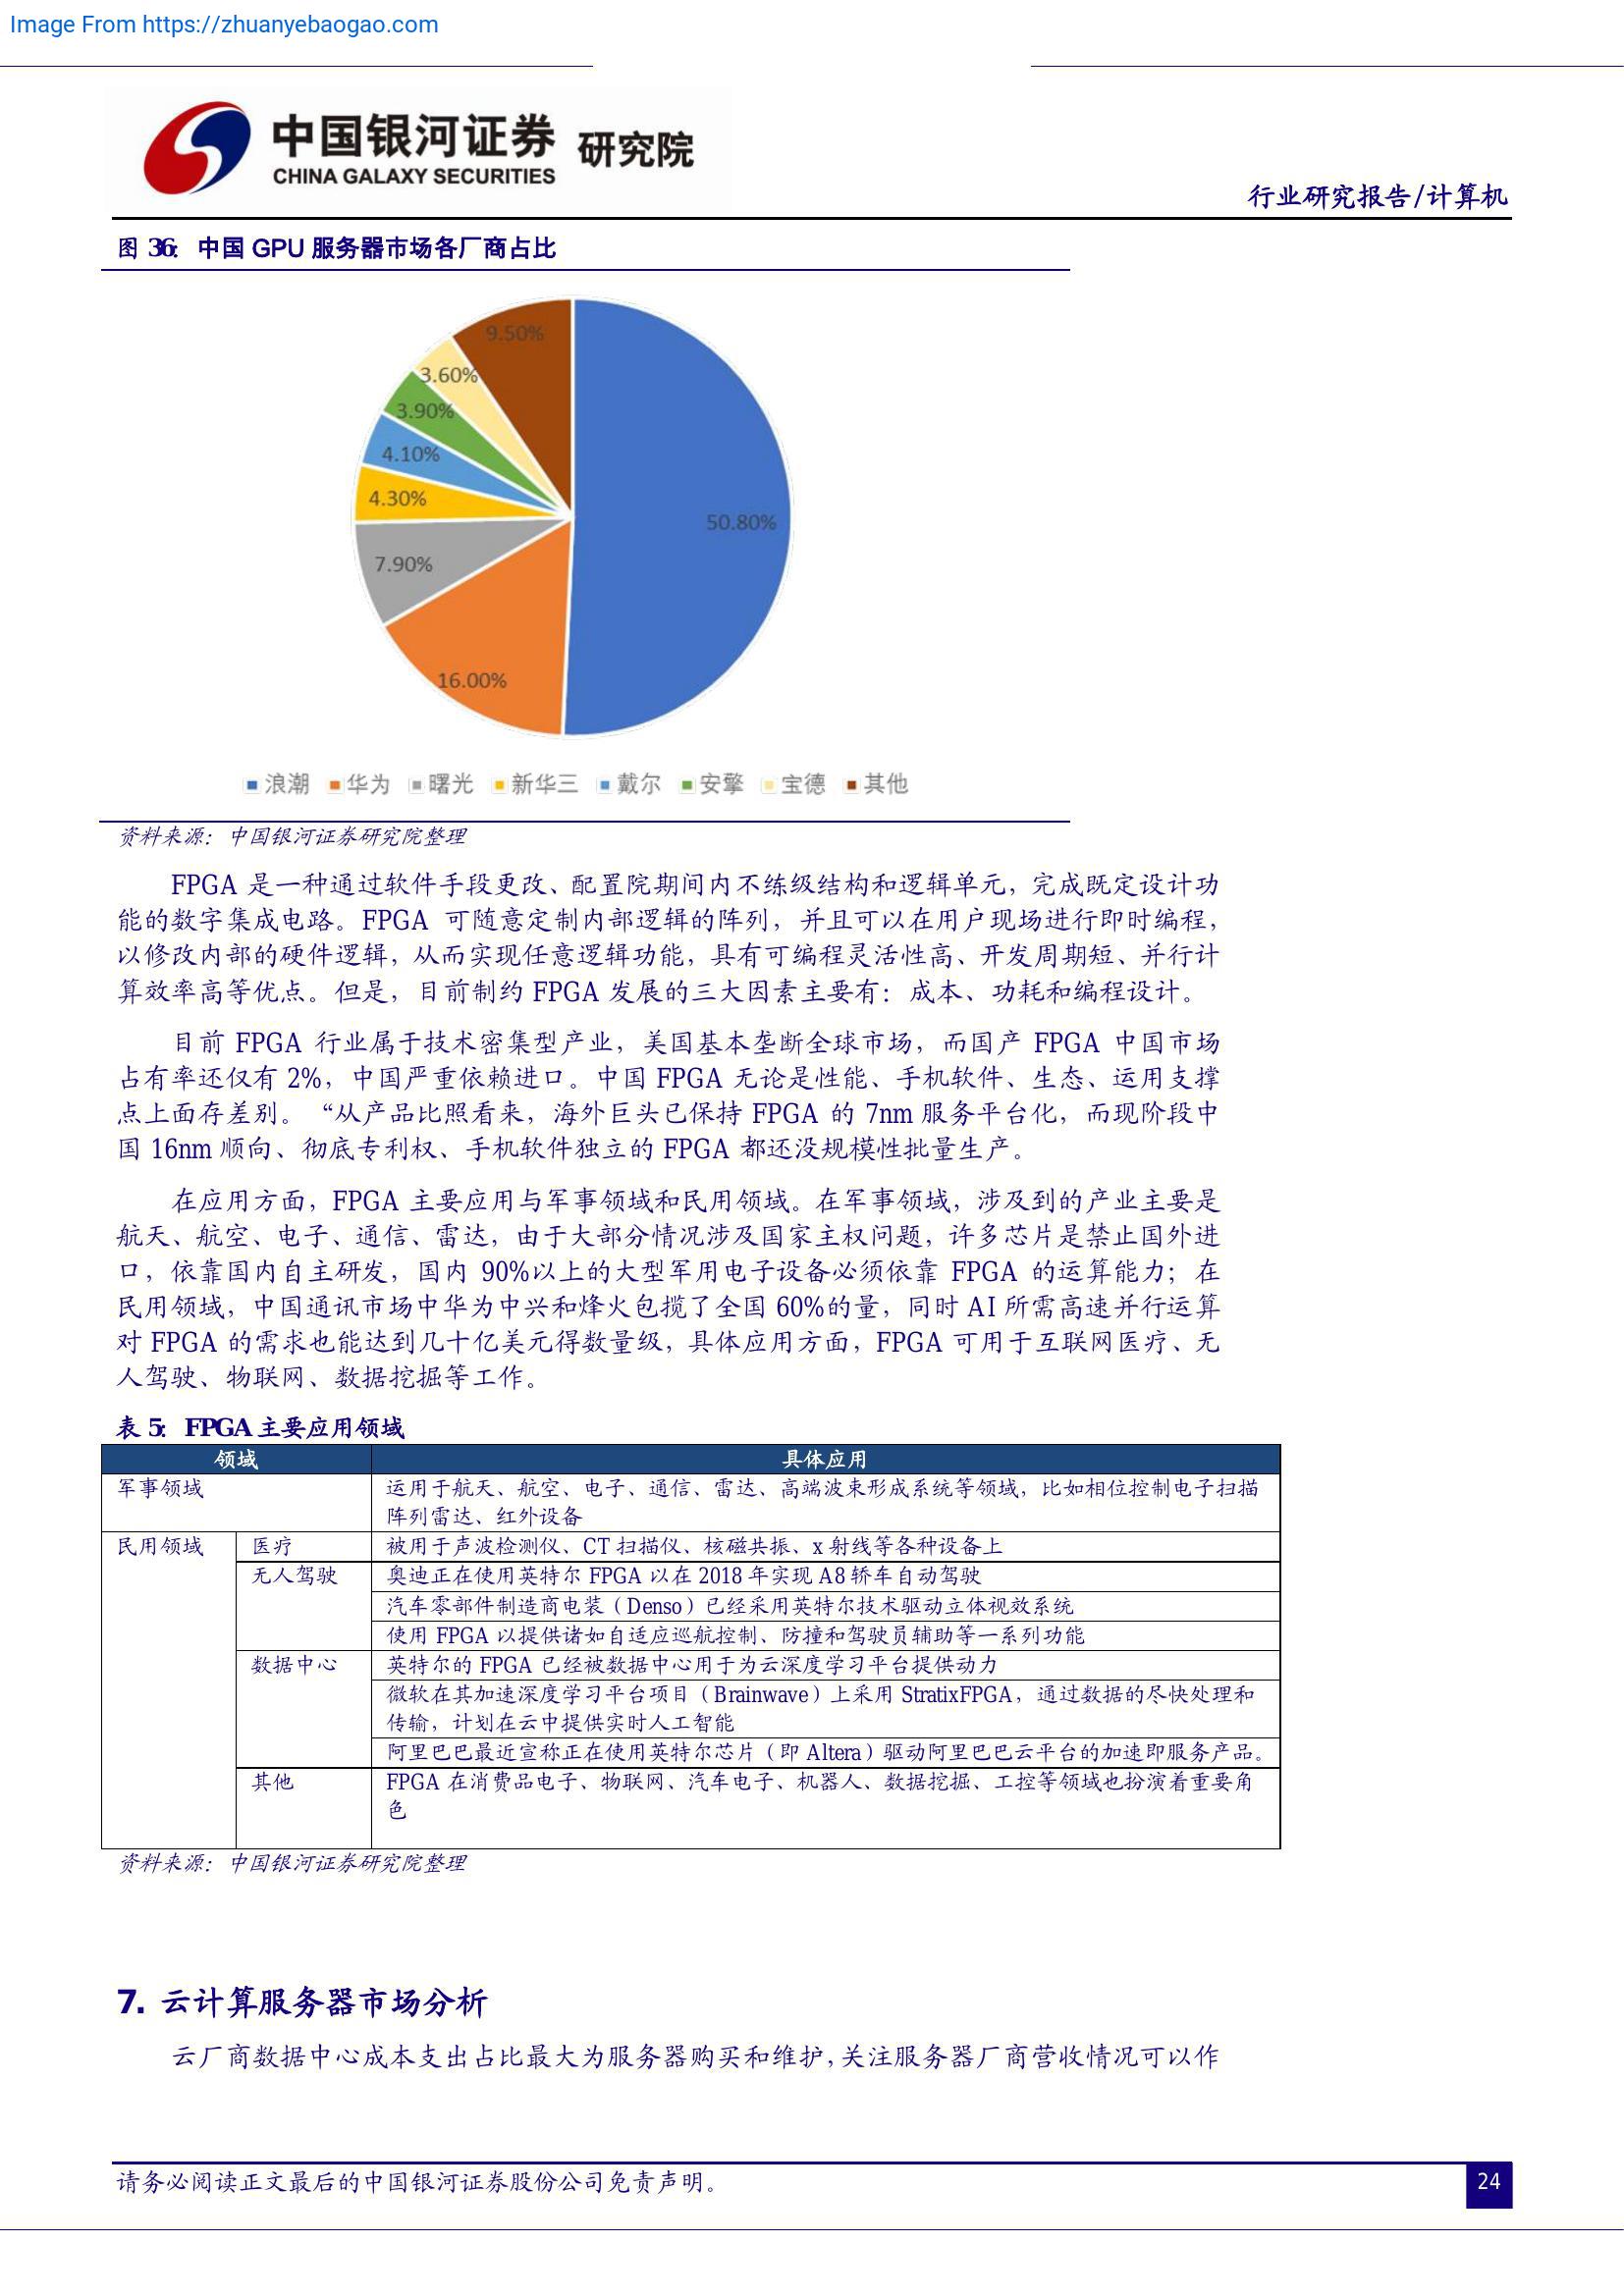 Image From https://zhuanyebaogao.com
中国银河证券 研究院
CHINA GALAXY SECURITIES
行业研究报告/计算机
图 36: 中国 GPU 服务器市场各厂商占比
9.50%
3.60%
3.90%
4.10%
4.30%
50.80%
7.90%
16.00%
浪潮 华为 曙光 新华三 戴尔 安擎 宝德 其他
资料来源：中国银河证券研究院整理
FPGA 是一种通过软件手段更改、配置院期间内不练级结构和逻辑单元，完成既定设计功
能的数字集成电路。FPGA 可随意定制内部逻辑的阵列，并且可以在用户现场进行即时编程，
以修改内部的硬件逻辑，从而实现任意逻辑功能，具有可编程灵活性高、开发周期短、并行计
算效率高等优点。但是，目前制约 FPGA 发展的三大因素主要有：成本、功耗和编程设计。
目前 FPGA 行业属于技术密集型产业，美国基本垄断全球市场，而国产 FPGA 中国市场
占有率还仅有 2%，中国严重依赖进口。中国 FPGA 无论是性能、手机软件、生态、运用支撑
点上面存差别。 “从产品比照看来，海外巨头已保持 FPGA 的 7nm 服务平台化，而现阶段中
国 16nm 顺向、彻底专利权、手机软件独立的 FPGA 都还没规模性批量生产。
在应用方面，FPGA 主要应用与军事领域和民用领域。在军事领域，涉及到的产业主要是
航天、航空、电子、通信、雷达，由于大部分情况涉及国家主权问题，许多芯片是禁止国外进
口，依靠国内自主研发，国内 90%以上的大型军用电子设备必须依靠 FPGA 的运算能力；在
民用领域，中国通讯市场中华为中兴和烽火包揽了全国 60%的量，同时 AI 所需高速并行运算
对 FPGA 的需求也能达到几十亿美元得数量级，具体应用方面，FPGA 可用于互联网医疗、无
人驾驶、物联网、数据挖掘等工作。
表 5: FPGA 主要应用领域
领域 具体应用
军事领域 运用于航天、航空、电子、通信、雷达、高端波束形成系统等领域，比如相位控制电子扫描
阵列雷达、红外设备
民用领域 医疗 被用于声波检测仪、CT 扫描仪、核磁共振、x 射线等各种设备上
无人驾驶 奥迪正在使用英特尔 FPGA 以在 2018 年实现 A8 轿车自动驾驶
汽车零部件制造商电装（Denso）已经采用英特尔技术驱动立体视效系统
使用 FPGA 以提供诸如自适应巡航控制、防撞和驾驶员辅助等一系列功能
数据中心 英特尔的 FPGA 已经被数据中心用于为云深度学习平台提供动力
微软在其加速深度学习平台项目（Brainwave）上采用 StratixFPGA，通过数据的尽快处理和
传输，计划在云中提供实时人工智能
阿里巴巴最近宣称正在使用英特尔芯片（即 Altera）驱动阿里巴巴云平台的加速即服务产品。
其他 FPGA 在消费品电子、物联网、汽车电子、机器人、数据挖掘、工控等领域也扮演着重要角
色
资料来源：中国银河证券研究院整理
7. 云计算服务器市场分析
云厂商数据中心成本支出占比最大为服务器购买和维护,关注服务器厂商营收情况可以作
请务必阅读正文最后的中国银河证券股份公司免责声明。
24